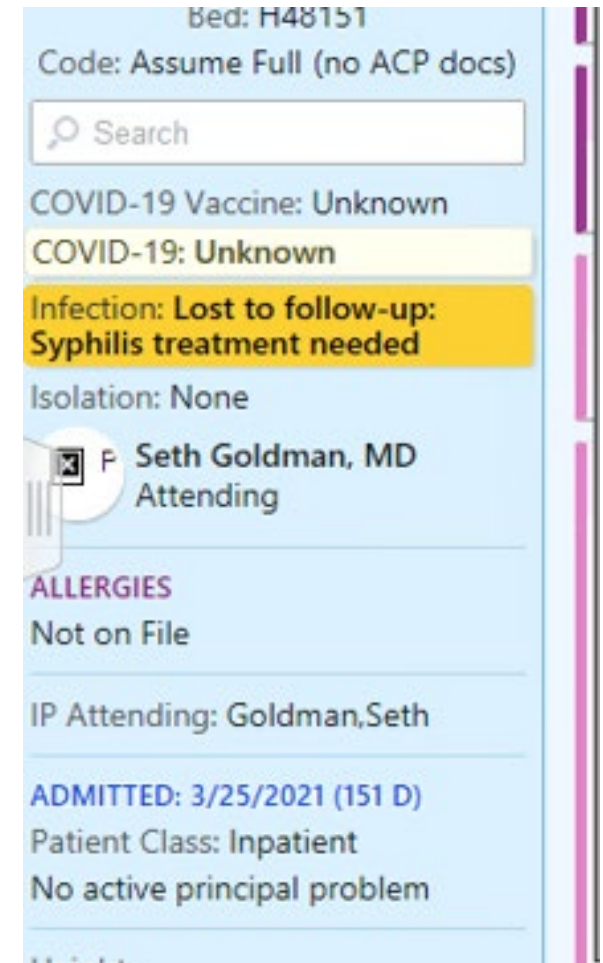 Bed: H48151
Code: Assume Full (no ACP docs)
Search
COVID-19 Vaccine: Unknown
COVID-19: Unknown
Infection: Lost to follow-up:
Syphilis treatment needed
Isolation: None
P
Seth Goldman, MD
Attending
ALLERGIES
Not on File
IP Attending: Goldman,Seth
ADMITTED: 3/25/2021 (151 D)
Patient Class: Inpatient
No active principal problem